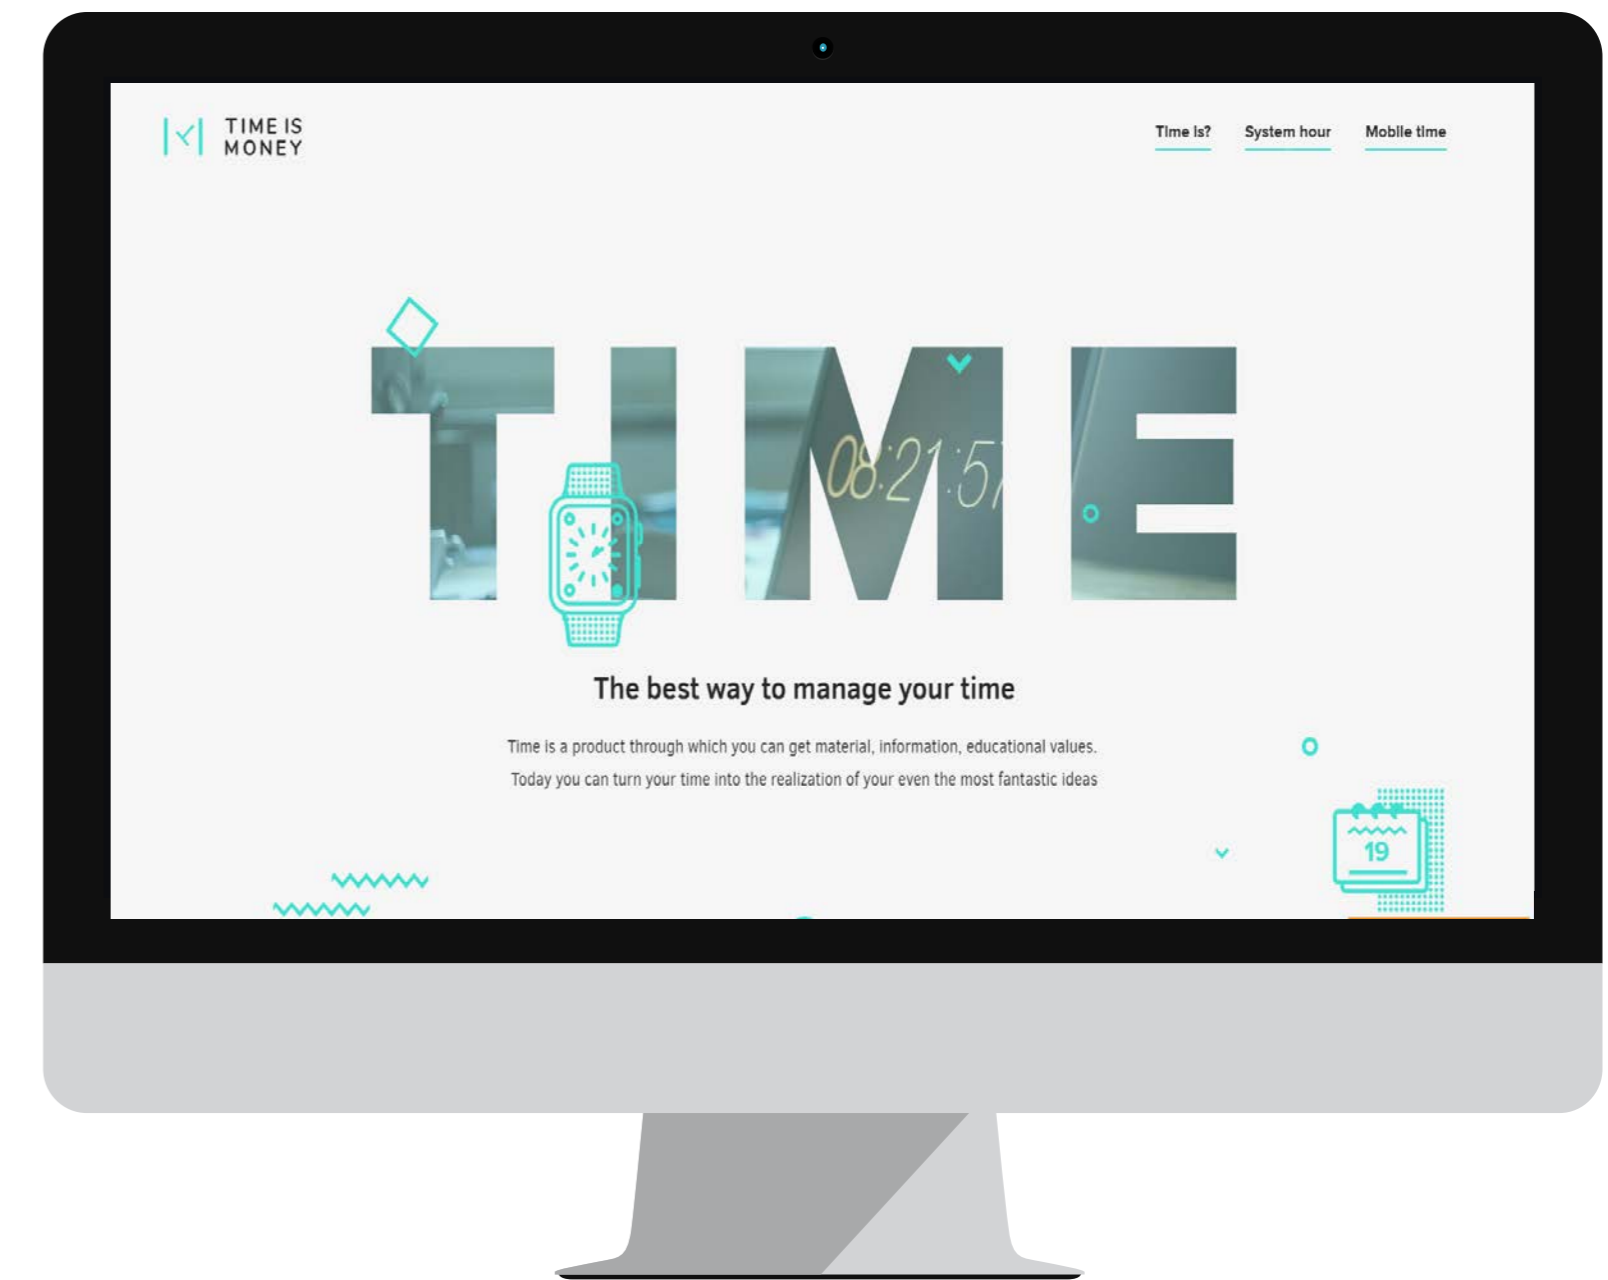 TIME IS
MONEY
Time is?
System hour
Mobile time
TIME
08:21:57
The best way to manage your time
Time is a product through which you can get material, information, educational values.
Today you can turn your time into the realization of your even the most fantastic ideas
19